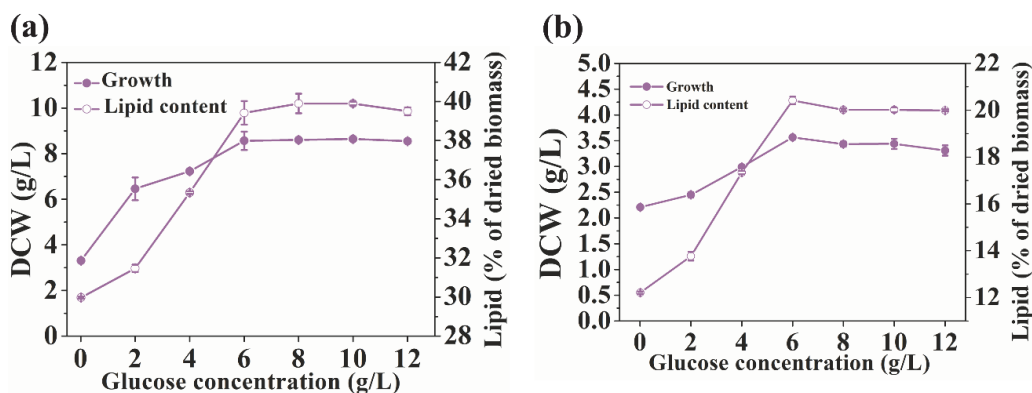 (a)
12
10
8
6
4
2
0
DCW (g/L)
Growth
Lipid content
42
40
38
36
34
32
30
28
Lipid (% of dried biomass)
0 2 4 6 8 10 12
Glucose concentration (g/L)
(b)
5.0
4.5
4.0
3.5
3.0
2.5
2.0
1.5
1.0
0.5
0.0
DCW (g/L)
Growth
Lipid content
22
20
18
16
14
12
Lipid (% of dried biomass)
0 2 4 6 8 10 12
Glucose concentration (g/L)